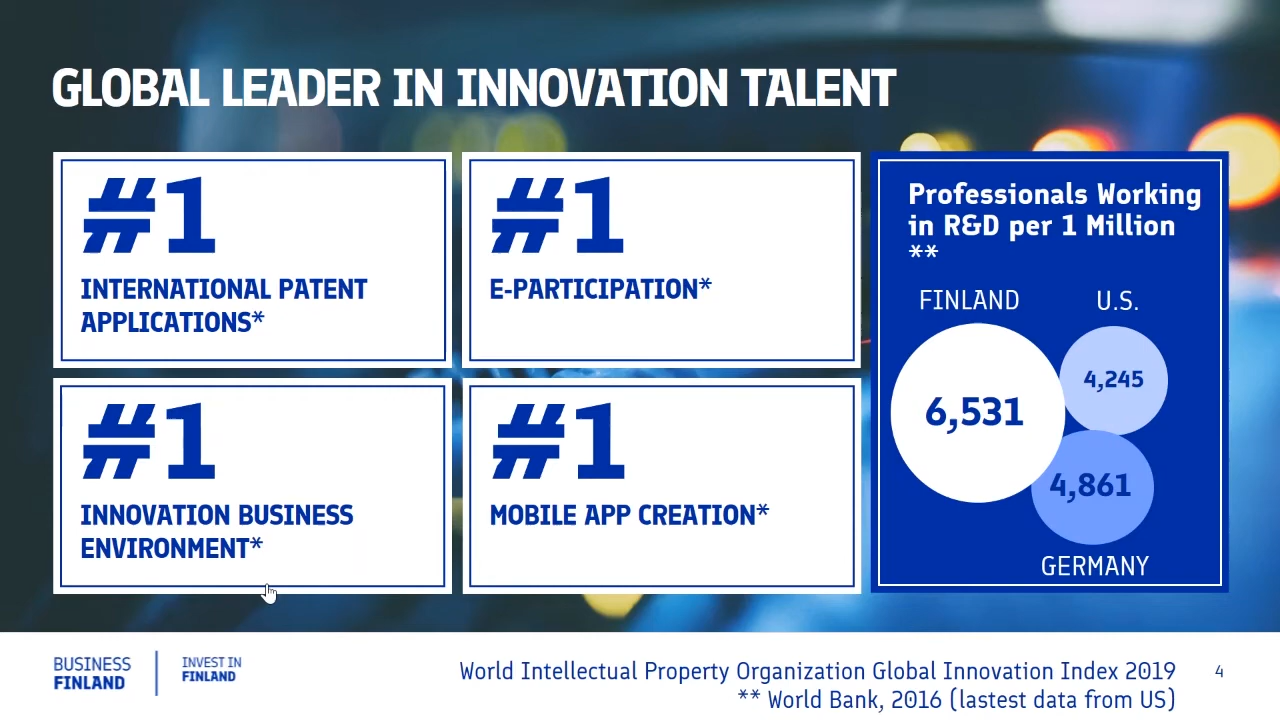 GLOBAL LEADER IN INNOVATION TALENT
#1
INTERNATIONAL PATENT
APPLICATIONS*
#1
E-PARTICIPATION*
#1
INNOVATION BUSINESS
ENVIRONMENT*
#1
MOBILE APP CREATION*
Professionals Working
in R&D per 1 Million
**
FINLAND
U.S.
6,531
4,245
4,861
GERMANY
BUSINESS
FINLAND
INVEST IN
FINLAND
World Intellectual Property Organization Global Innovation Index 2019
** World Bank, 2016 (lastest data from US)
4